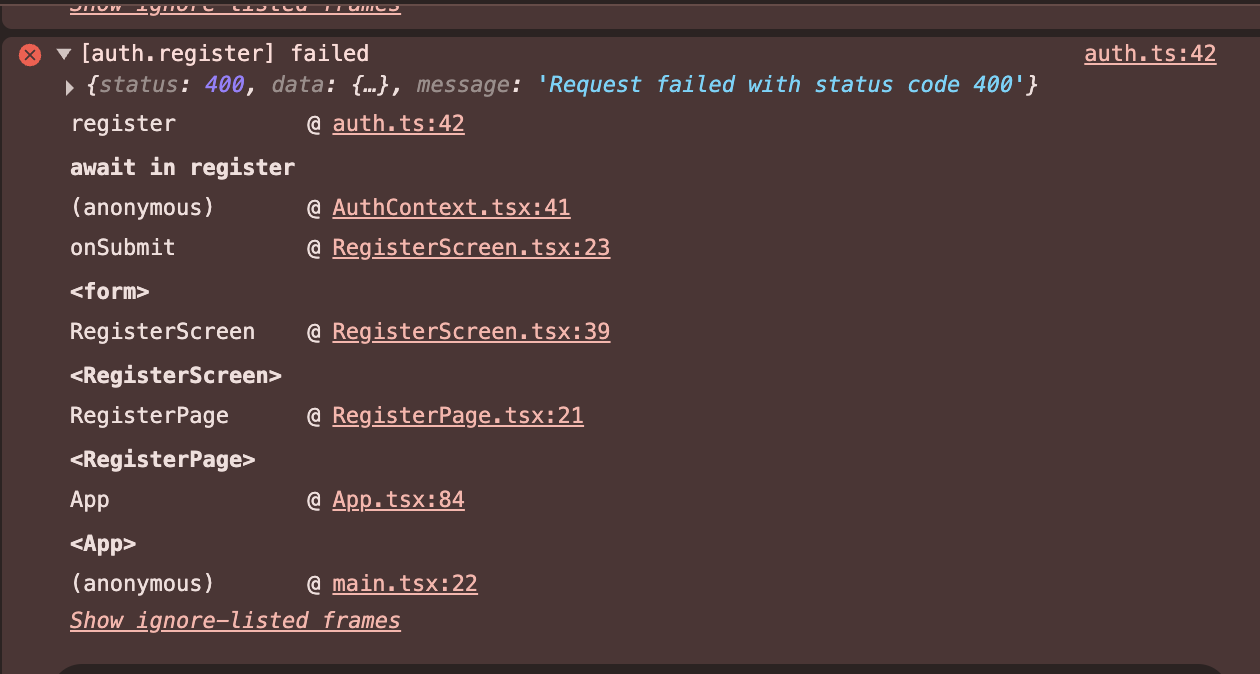 Show ignore-listed frames
[auth.register] failed auth.ts:42
{status: 400, data: {…}, message: 'Request failed with status code 400'}
register @ auth.ts:42
await in register
(anonymous) @ AuthContext.tsx:41
onSubmit @ RegisterScreen.tsx:23
<form>
RegisterScreen @ RegisterScreen.tsx:39
<RegisterScreen>
RegisterPage @ RegisterPage.tsx:21
<RegisterPage>
App @ App.tsx:84
<App>
(anonymous) @ main.tsx:22
Show ignore-listed frames